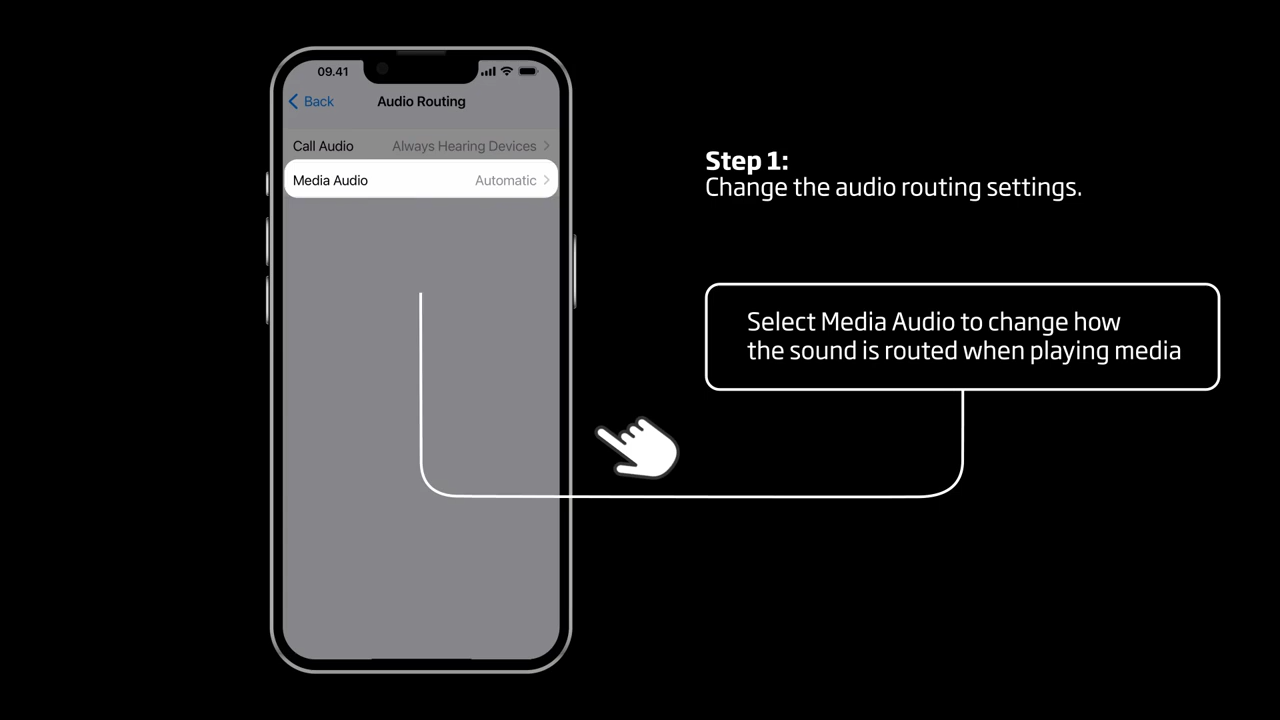 09.41
Back
Audio Routing
Call Audio
Always Hearing Devices
Media Audio
Automatic
Step 1:
Change the audio routing settings.
Select Media Audio to change how
the sound is routed when playing media